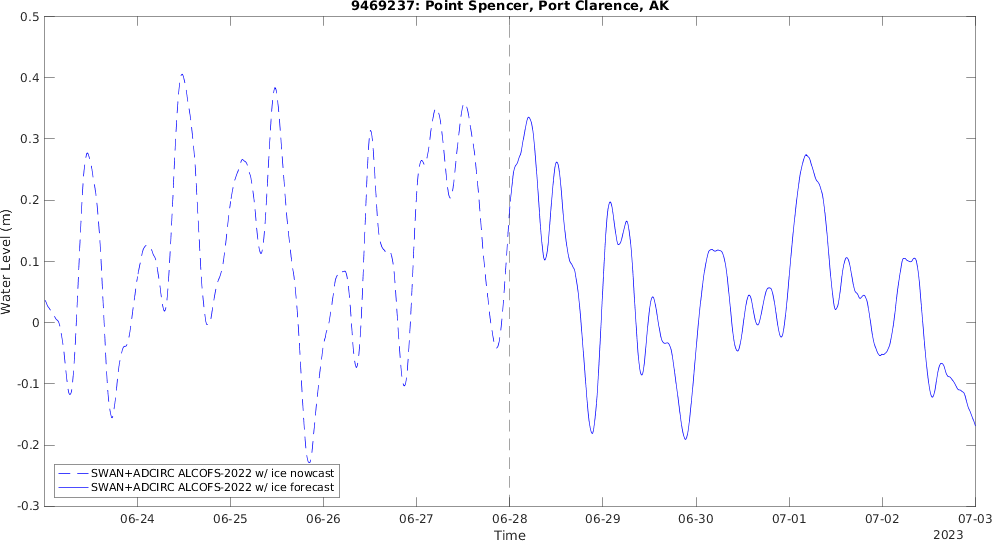 9469237: Point Spencer, Port Clarence, AK
0.5
0.4
0.3
0.2
0.1
0
-0.1
-0.2
-0.3
Water Level (m)
SWAN+ADCIRC ALCOFS-2022 w/ ice nowcast
SWAN+ADCIRC ALCOFS-2022 w/ ice forecast
06-24 06-25 06-26 06-27 06-28 06-29 06-30 07-01 07-02 07-03
Time
2023